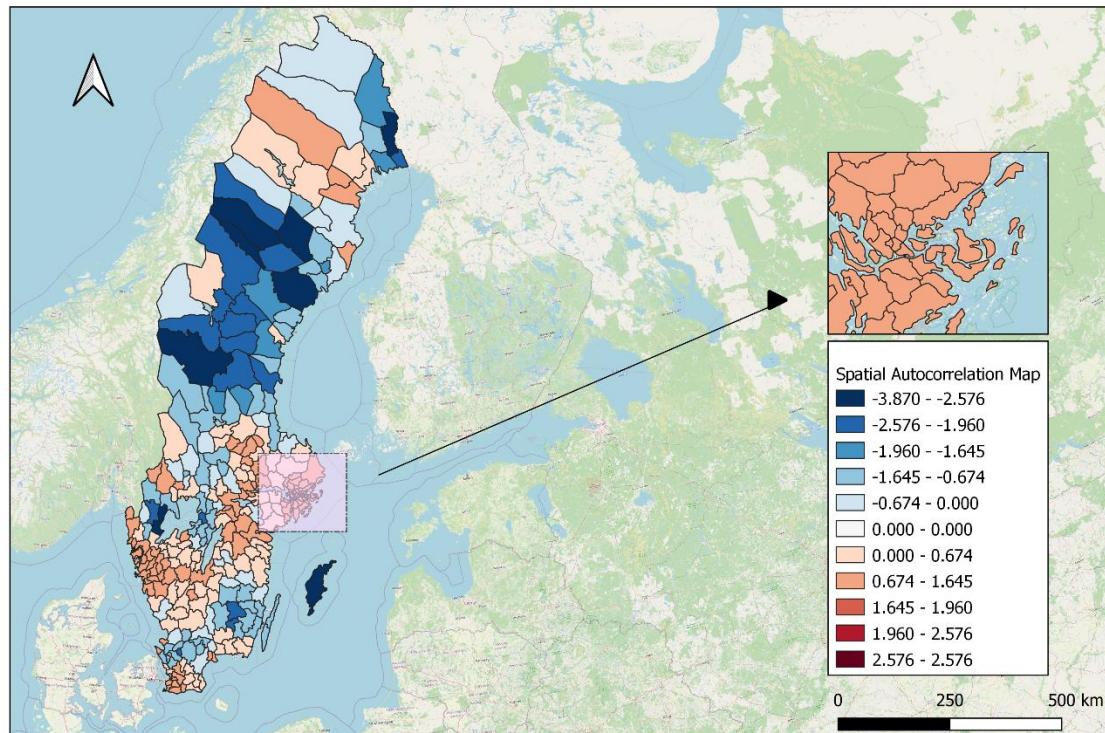 Spatial Autocorrelation Map
-3.870 - -2.576
-2.576 - -1.960
-1.960 - -1.645
-1.645 - -0.674
-0.674 - 0.000
0.000 - 0.000
0.000 - 0.674
0.674 - 1.645
1.645 - 1.960
1.960 - 2.576
2.576 - 2.576
0 250 500 km